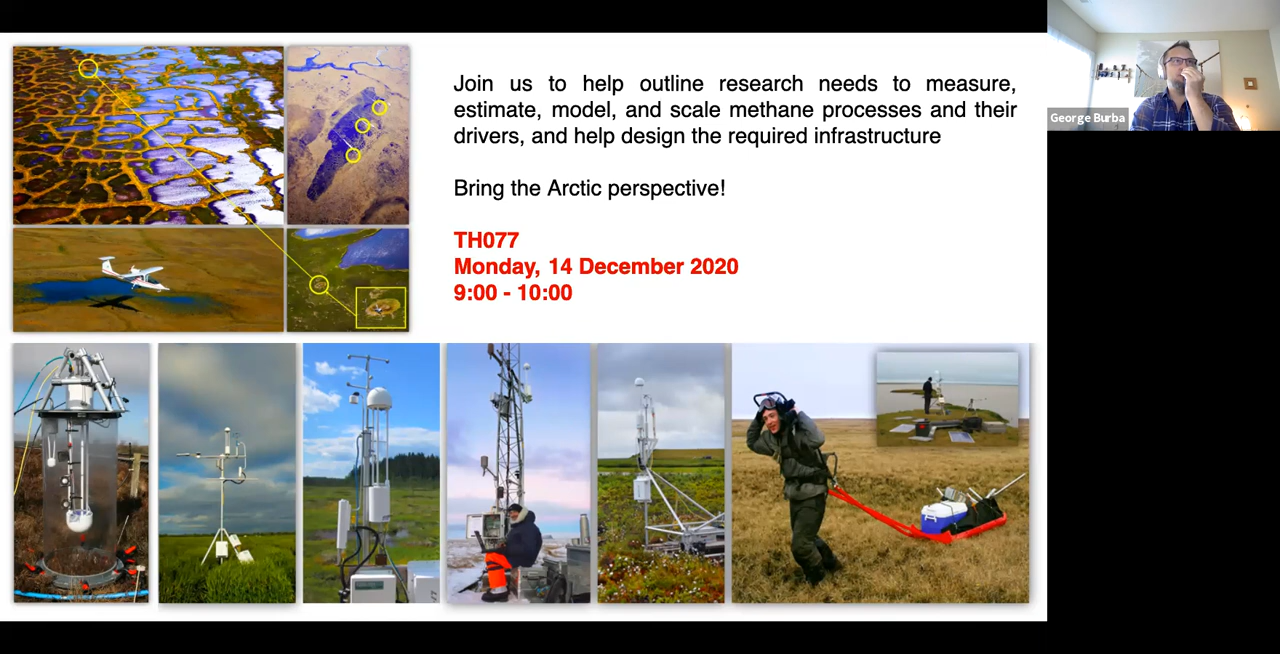 Join us to help outline research needs to measure,
estimate, model, and scale methane processes and their
drivers, and help design the required infrastructure
Bring the Arctic perspective!
TH077
Monday, 14 December 2020
9:00 - 10:00
George Burba